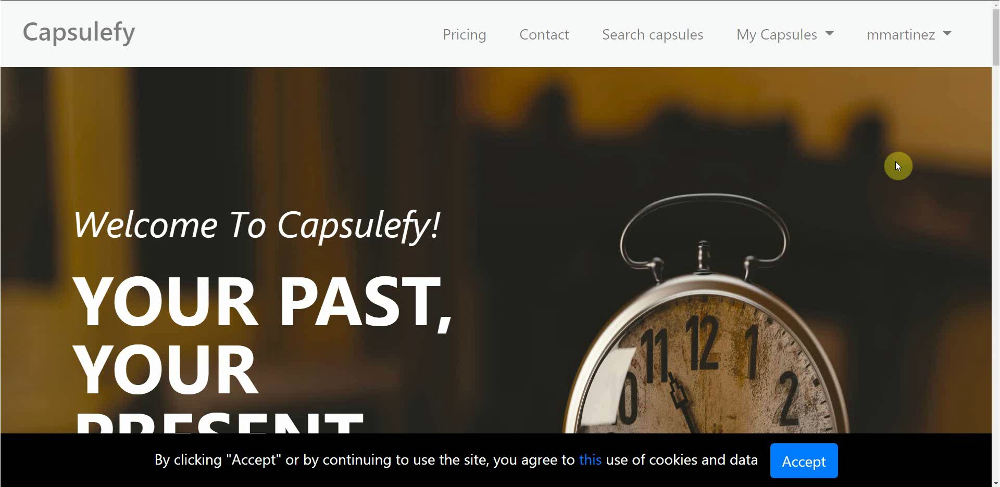 Capsulefy
Pricing
Contact
Search capsules
My Capsules
mmartinez
Welcome To Capsulefy!
YOUR PAST,
YOUR
PRESENT
11 12 1
10 2
By clicking "Accept" or by continuing to use the site, you agree to this use of cookies and data
Accept